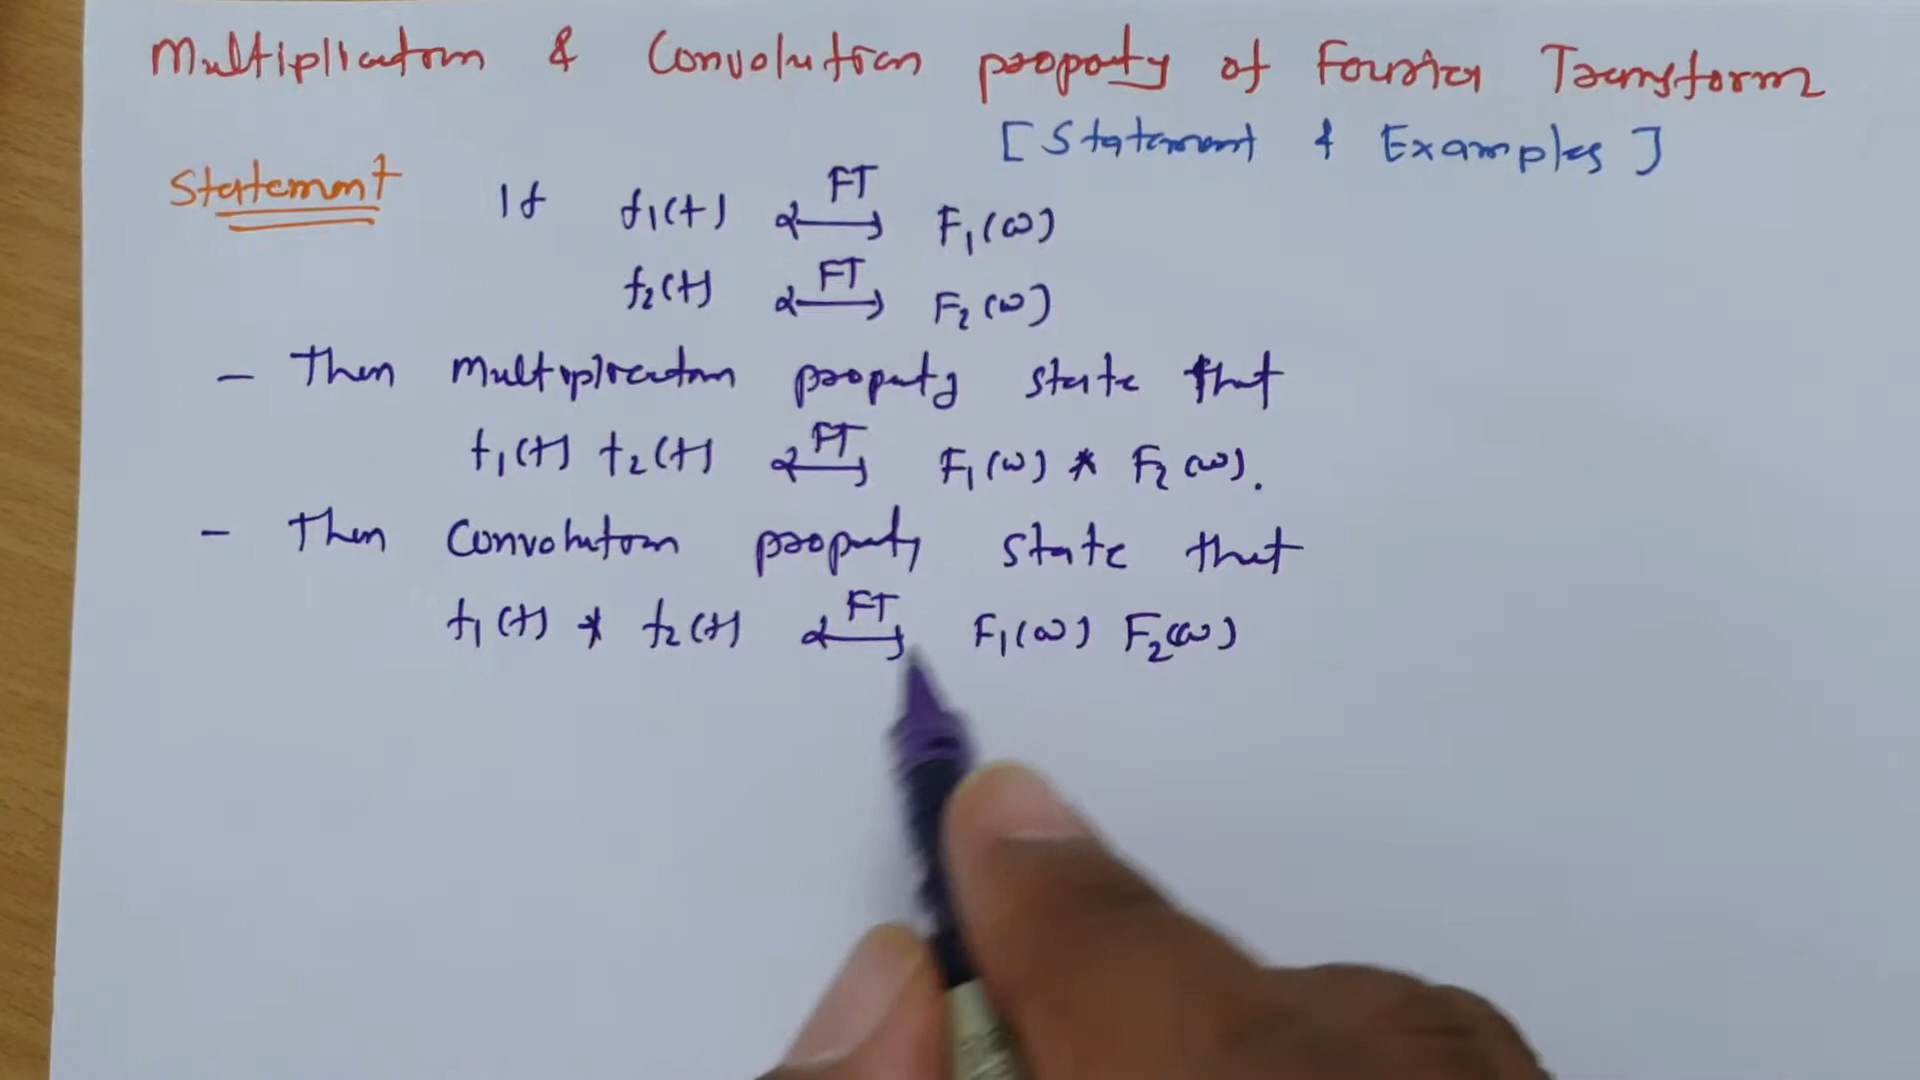 Multiplication & Convolution property of Fourier Transform
[Statement & Examples]
Statement If f₁(t) ⟷ FT F₁(ω)
f₂(t) ⟷ FT F₂(ω)
- Then Multiplication property state that
f₁(t) f₂(t) ⟷ FT F₁(ω) * F₂(ω).
- Then Convolution property state that
f₁(t) * f₂(t) ⟷ FT F₁(ω) F₂(ω)